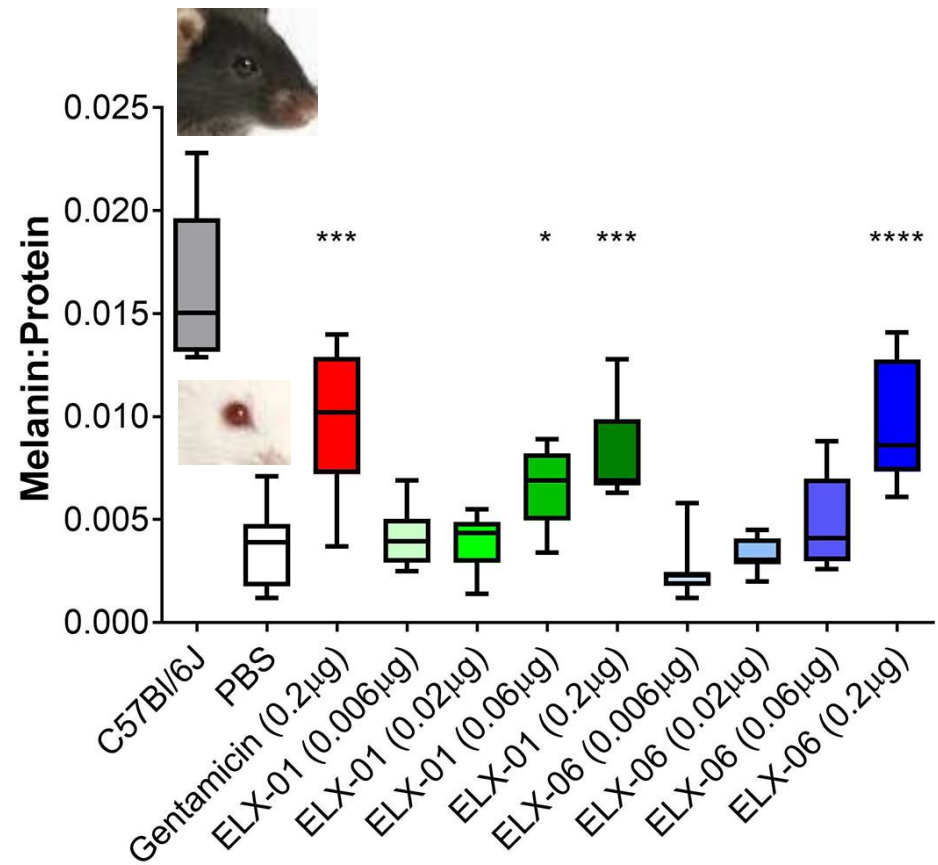 Melanin:Protein
0.025
0.020
0.015
0.010
0.005
0.000
***
*
***
****
C57Bl/6J
PBS
Gentamicin (0.2μg)
ELX-01 (0.006μg)
ELX-01 (0.02μg)
ELX-01 (0.06μg)
ELX-01 (0.2μg)
ELX-06 (0.006μg)
ELX-06 (0.02μg)
ELX-06 (0.06μg)
ELX-06 (0.2μg)